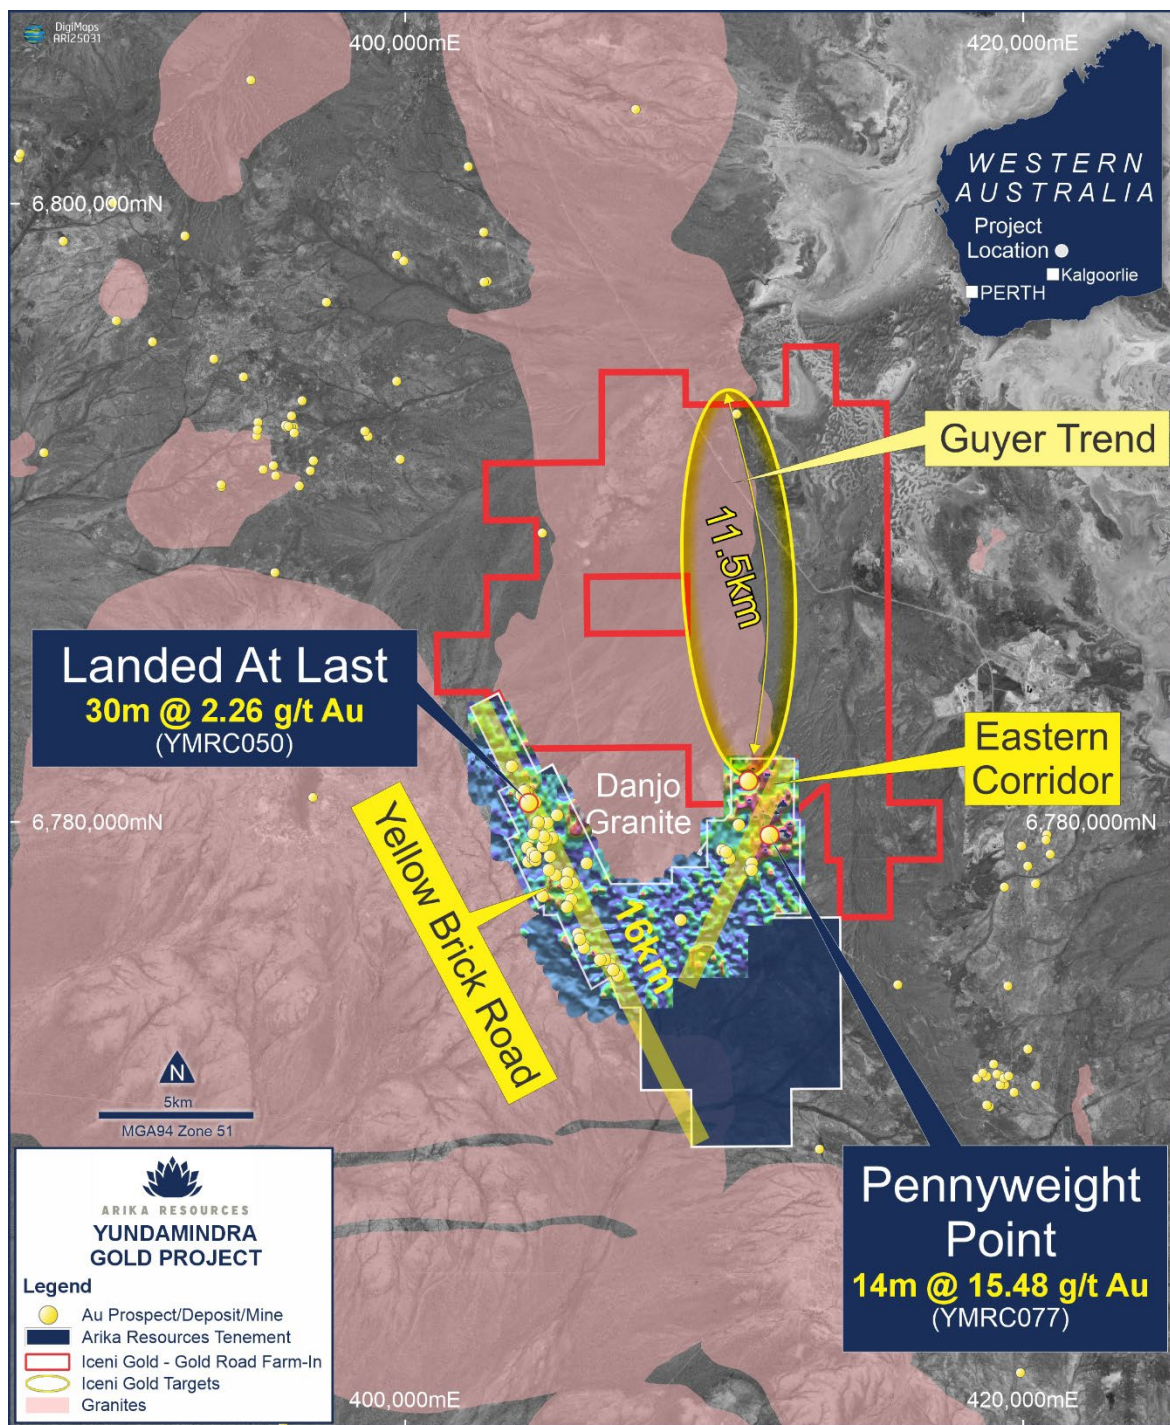 DigiMaps
ARI25031
400,000mE
420,000mE
WESTERN
AUSTRALIA
Project
Location
Kalgoorlie
PERTH
6,800,000mN
Guyer Trend
11.5km
Landed At Last
30m @ 2.26 g/t Au
(YMRC050)
Eastern
Corridor
Danjo
Granite
6,780,000mN
6,780,000mN
Yellow Brick Road
16km
N
5km
MGA94 Zone 51
Pennyweight
Point
14m @ 15.48 g/t Au
(YMRC077)
ARIKA RESOURCES
YUNDAMINDRA
GOLD PROJECT
Legend
Au Prospect/Deposit/Mine
Arika Resources Tenement
Iceni Gold - Gold Road Farm-In
Iceni Gold Targets
Granites
400,000mE
420,000mE